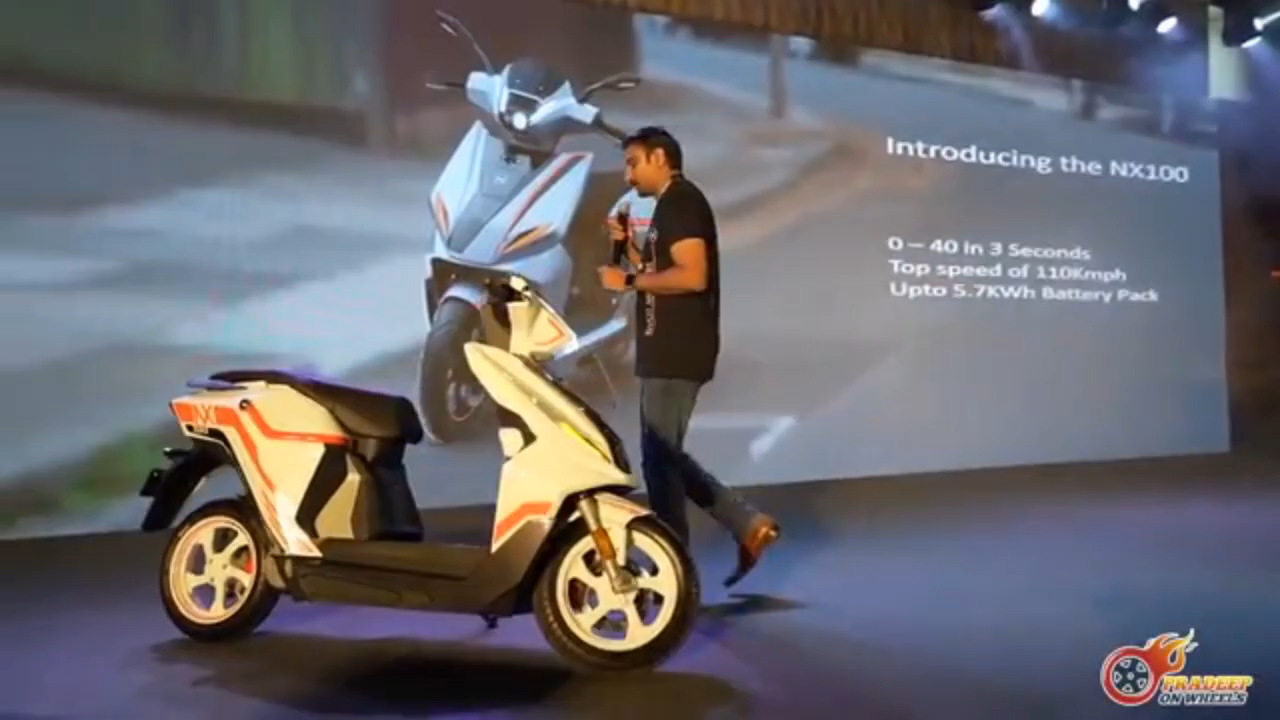 Introducing the NX100
0 – 40 in 3 Seconds
Top speed of 110Kmph
Upto 5.7KWh Battery Pack
PRADEEP
ON WHEELS